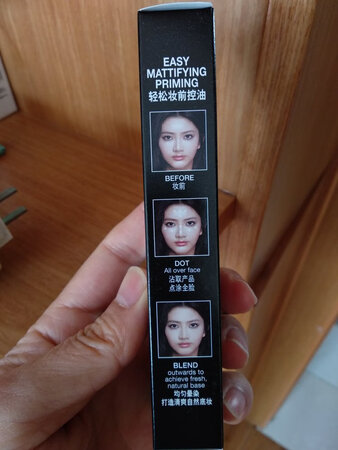 EASY
MATTIFYING
PRIMING
轻松妆前控油
BEFORE
妆前
DOT
All over face
沾取产品
点涂全脸
BLEND
outwards to
achieve fresh,
natural base
均匀晕染
打造清爽自然底妆